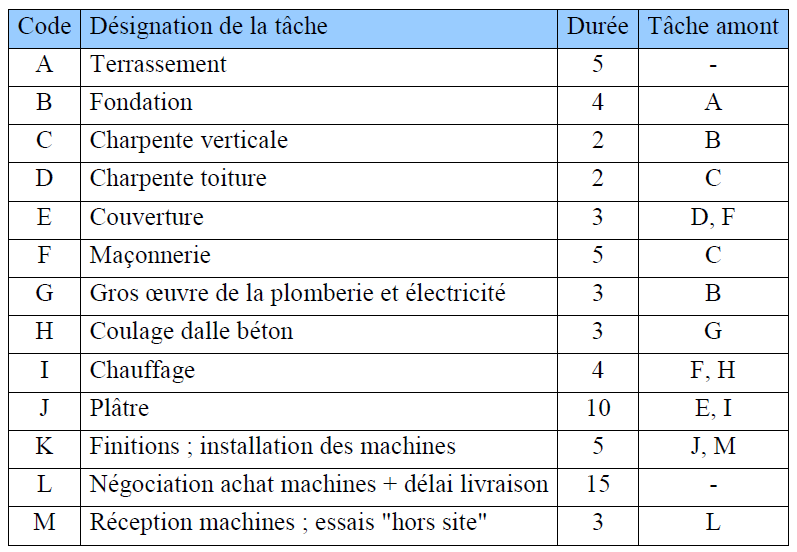 Code Désignation de la tâche Durée Tâche amont
A Terrassement 5 -
B Fondation 4 A
C Charpente verticale 2 B
D Charpente toiture 2 C
E Couverture 3 D, F
F Maçonnerie 5 C
G Gros œuvre de la plomberie et électricité 3 B
H Coulage dalle béton 3 G
I Chauffage 4 F, H
J Plâtre 10 E, I
K Finitions ; installation des machines 5 J, M
L Négociation achat machines + délai livraison 15 -
M Réception machines ; essais "hors site" 3 L